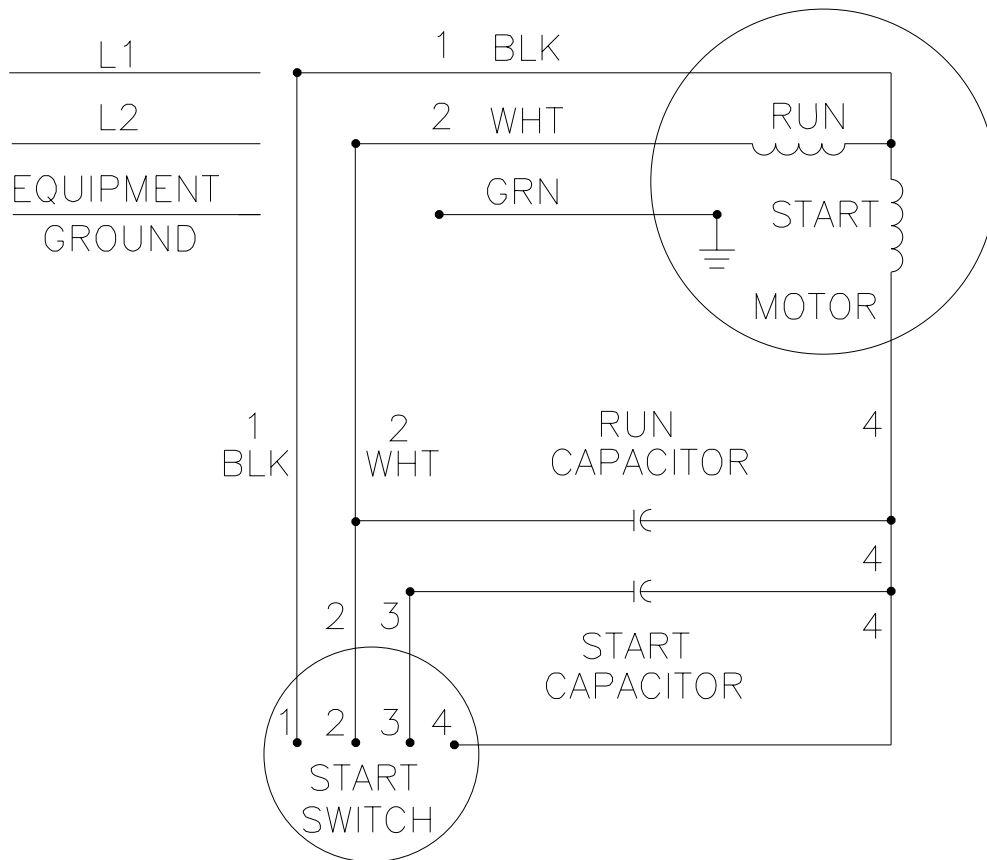 L1
1 BLK
L2
2 WHT
RUN
EQUIPMENT
GROUND
GRN
START
MOTOR
1
BLK
2
WHT
RUN
CAPACITOR
4
4
2
3
4
START
CAPACITOR
1
2
3
4
START
SWITCH